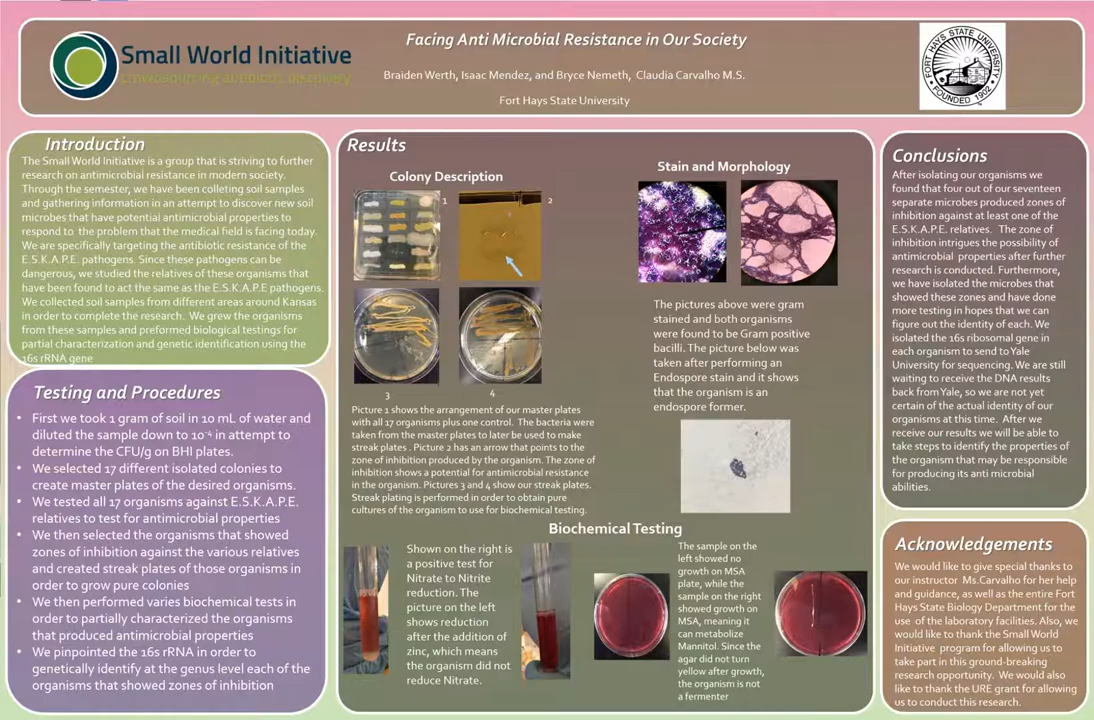 Small World Initiative
crowdsourcing antibiotic discovery
Facing Anti Microbial Resistance in Our Society
Braiden Werth, Isaac Mendez, and Bryce Nemeth, Claudia Carvalho M.S.
Fort Hays State University
FORT HAYS STATE UNIVERSITY
FOUNDED 1902
Introduction
The Small World Initiative is a group that is striving to further
research on antimicrobial resistance in modern society.
Through the semester, we have been colleting soil samples
and gathering information in an attempt to discover new soil
microbes that have potential antimicrobial properties to
respond to the problem that the medical field is facing today.
We are specifically targeting the antibiotic resistance of the
E.S.K.A.P.E. pathogens. Since these pathogens can be
dangerous, we studied the relatives of these organisms that
have been found to act the same as the E.S.K.A.P.E pathogens.
We collected soil samples from different areas around Kansas
in order to complete the research. We grew the organisms
from these samples and preformed biological testings for
partial characterization and genetic identification using the
16s rRNA gene
Testing and Procedures
• First we took 1 gram of soil in 10 mL of water and
diluted the sample down to 10⁻⁴ in attempt to
determine the CFU/g on BHI plates.
• We selected 17 different isolated colonies to
create master plates of the desired organisms.
• We tested all 17 organisms against E.S.K.A.P.E.
relatives to test for antimicrobial properties
• We then selected the organisms that showed
zones of inhibition against the various relatives
and created streak plates of those organisms in
order to grow pure colonies
• We then performed varies biochemical tests in
order to partially characterized the organisms
that produced antimicrobial properties
• We pinpointed the 16s rRNA in order to
genetically identify at the genus level each of the
organisms that showed zones of inhibition
Results
Colony Description
1
2
3
4
Picture 1 shows the arrangement of our master plates
with all 17 organisms plus one control. The bacteria were
taken from the master plates to later be used to make
streak plates . Picture 2 has an arrow that points to the
zone of inhibition produced by the organism. The zone of
inhibition shows a potential for antimicrobial resistance
in the organism. Pictures 3 and 4 show our streak plates.
Streak plating is performed in order to obtain pure
cultures of the organism to use for biochemical testing.
Stain and Morphology
The pictures above were gram
stained and both organisms
were found to be Gram positive
bacilli. The picture below was
taken after performing an
Endospore stain and it shows
that the organism is an
endospore former.
Biochemical Testing
Shown on the right is
a positive test for
Nitrate to Nitrite
reduction. The
picture on the left
shows reduction
after the addition of
zinc, which means
the organism did not
reduce Nitrate.
The sample on the
left showed no
growth on MSA
plate, while the
sample on the right
showed growth on
MSA, meaning it
can metabolize
Mannitol. Since the
agar did not turn
yellow after growth,
the organism is not
a fermenter
Conclusions
After isolating our organisms we
found that four out of our seventeen
separate microbes produced zones of
inhibition against at least one of the
E.S.K.A.P.E. relatives. The zone of
inhibition intrigues the possibility of
antimicrobial properties after further
research is conducted. Furthermore,
we have isolated the microbes that
showed these zones and have done
more testing in hopes that we can
figure out the identity of each. We
isolated the 16s ribosomal gene in
each organism to send to Yale
University for sequencing. We are still
waiting to receive the DNA results
back from Yale, so we are not yet
certain of the actual identity of our
organisms at this time. After we
receive our results we will be able to
take steps to identify the properties of
the organism that may be responsible
for producing its anti microbial
abilities.
Acknowledgements
We would like to give special thanks to
our instructor Ms.Carvalho for her help
and guidance, as well as the entire Fort
Hays State Biology Department for the
use of the laboratory facilities. Also, we
would like to thank the Small World
Initiative program for allowing us to
take part in this ground-breaking
research opportunity. We would also
like to thank the URE grant for allowing
us to conduct this research.